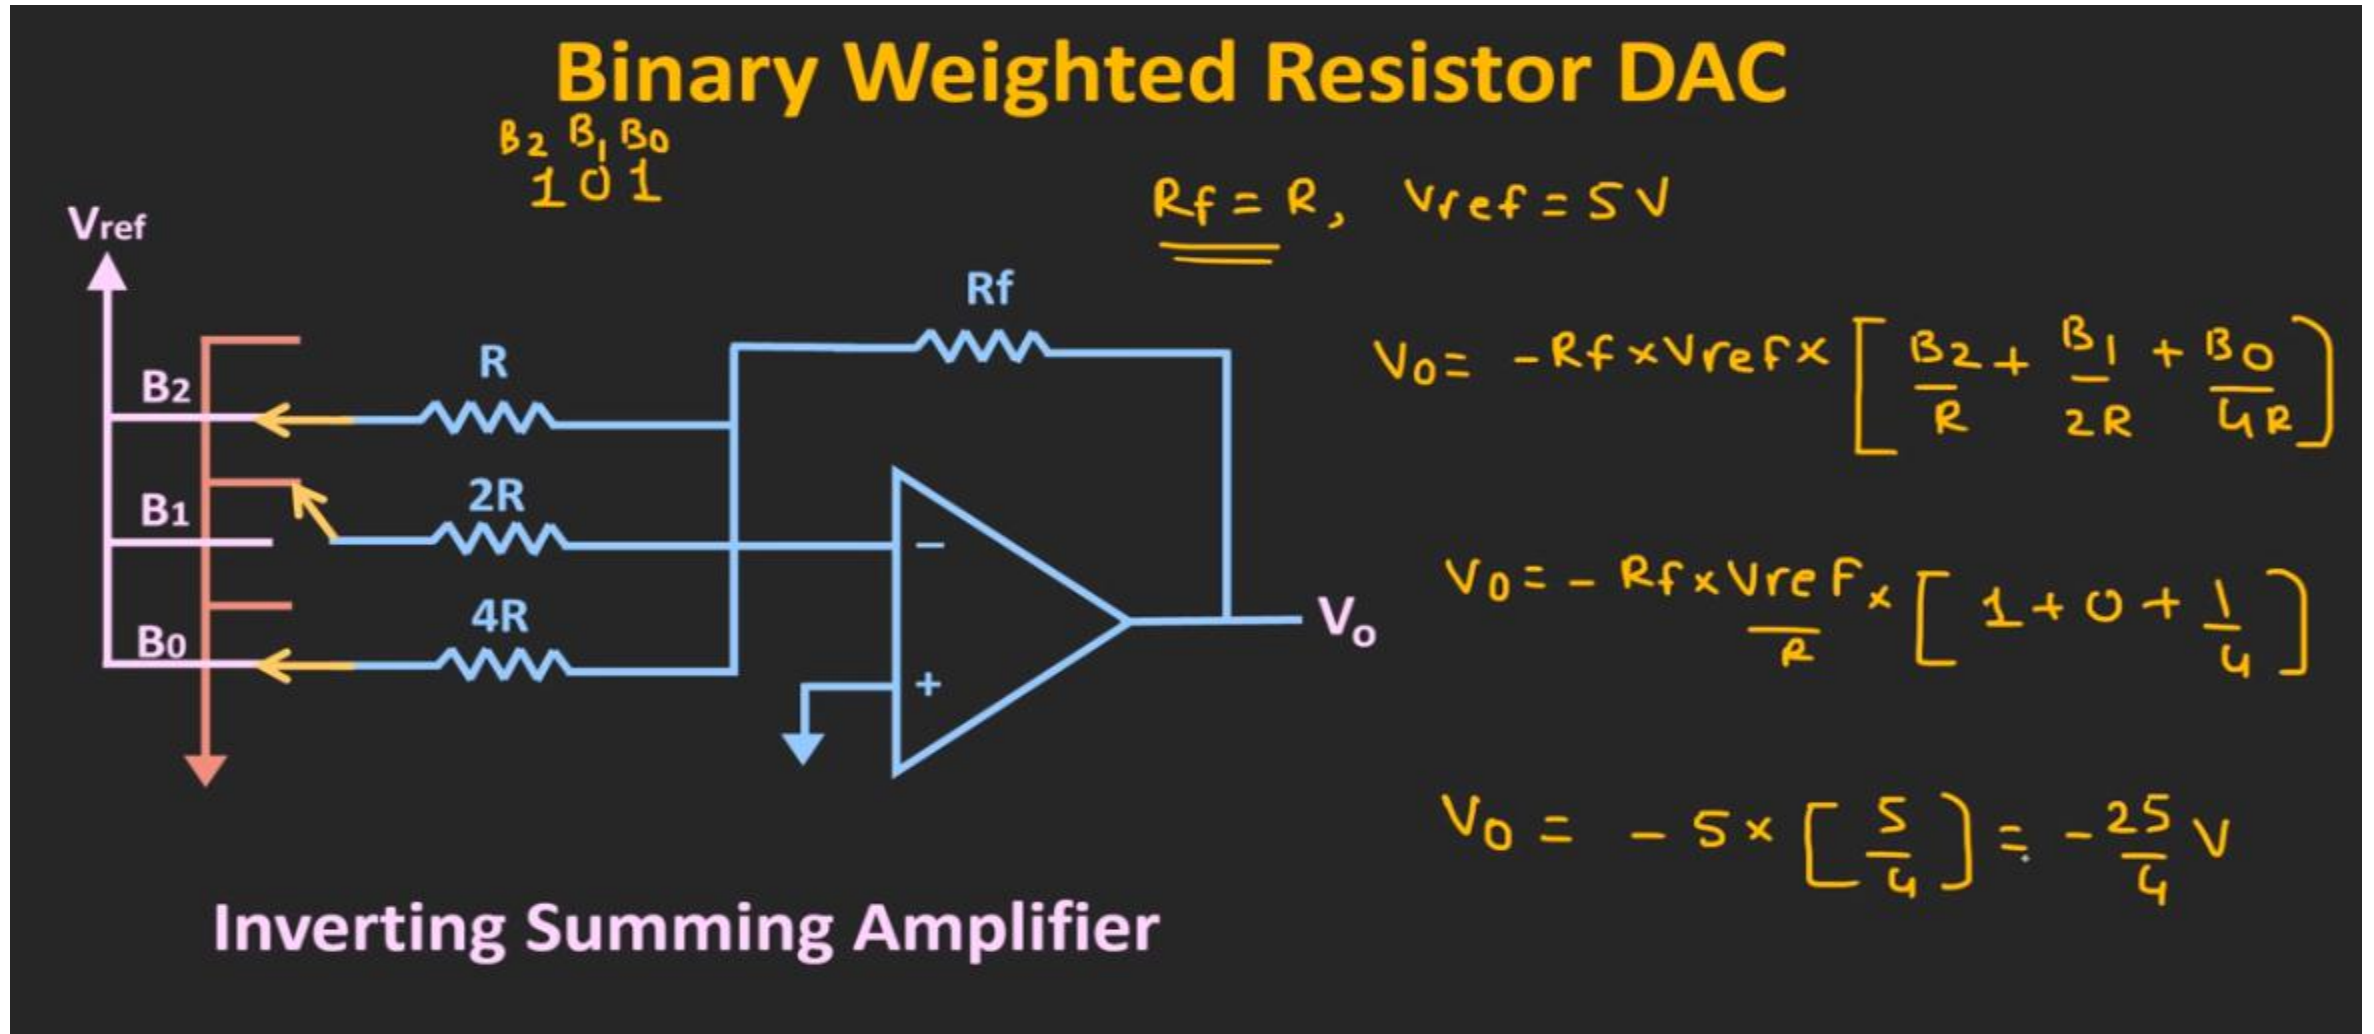 Binary Weighted Resistor DAC
B2 B1 B0
1 0 1
Rf = R, Vref = 5 V
Vref
Rf
B2
R
B1
2R
B0
4R
−
+
Vo
Vo = -Rf x Vref x [ B2/R + B1/2R + B0/4R ]
Vo = - Rf x Vref/R x [ 1 + 0 + 1/4 ]
Vo = - 5 x [ 5/4 ] = - 25/4 V
Inverting Summing Amplifier